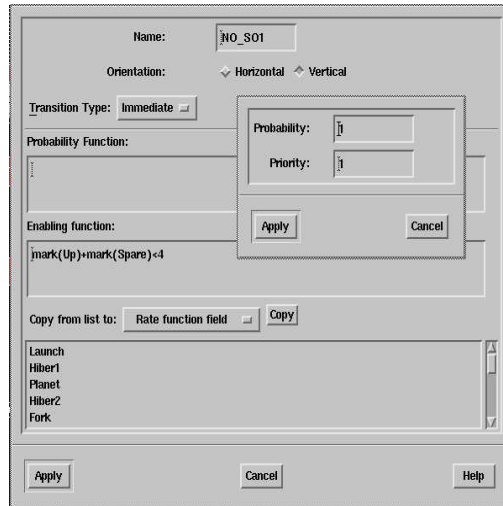 Name: NO_SO1
Orientation: Horizontal Vertical
Transition Type: Immediate
Probability: 1
Priority: 1
Apply Cancel
Probability Function:
Enabling function:
mark(Up)+mark(Spare)<4
Copy from list to: Rate function field Copy
Launch
Hiber1
Planet
Hiber2
Fork
Apply Cancel Help